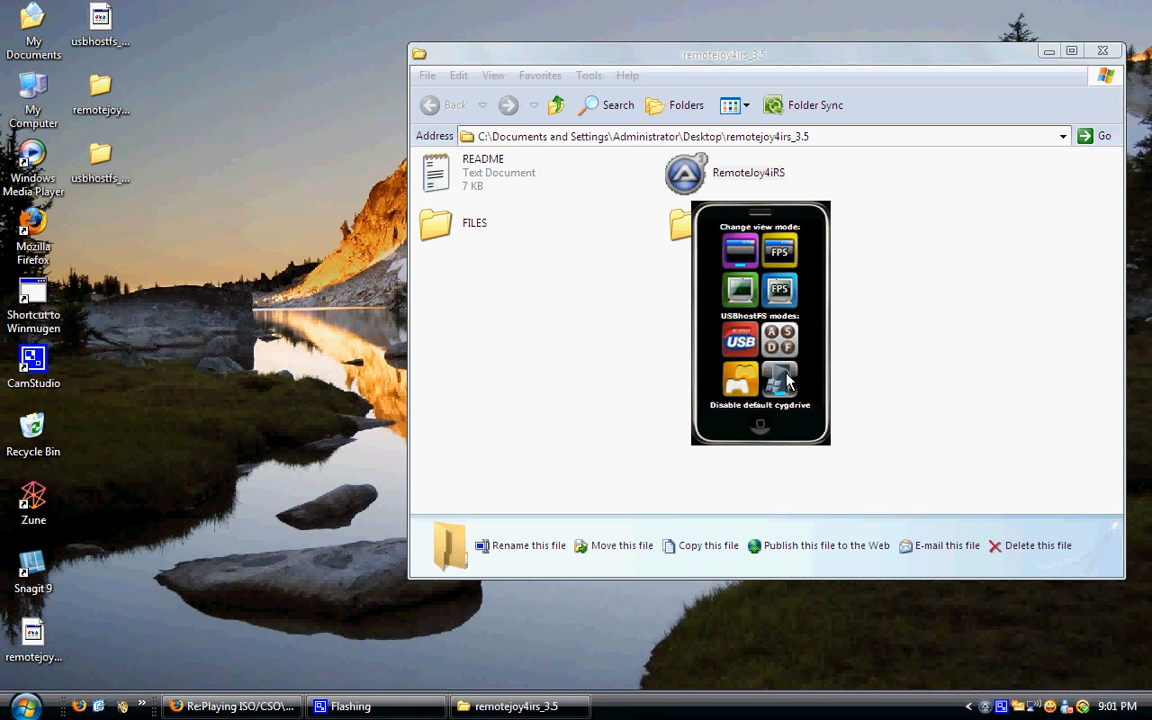 My
Documents
usbhostfs_...
My
Computer
remotejoy...
Windows
Media Player
usbhostfs_...
Mozilla
Firefox
Shortcut to
Winmugen
CamStudio
Recycle Bin
Zune
Snagit 9
remotejoy...
remotejoy4irs_3.5
File Edit View Favorites Tools Help
Back Search Folders Folder Sync
Address C:\Documents and Settings\Administrator\Desktop\remotejoy4irs_3.5 Go
README
Text Document
7 KB
RemoteJoy4iRS
FILES
Change view mode:
FPS
FPS
USBhostFS modes:
USB A S D F
Disable default cygdrive
Rename this file Move this file Copy this file Publish this file to the Web E-mail this file Delete this file
» Re:Playing ISO/CSO\... Flashing remotejoy4irs_3.5 < 9:01 PM